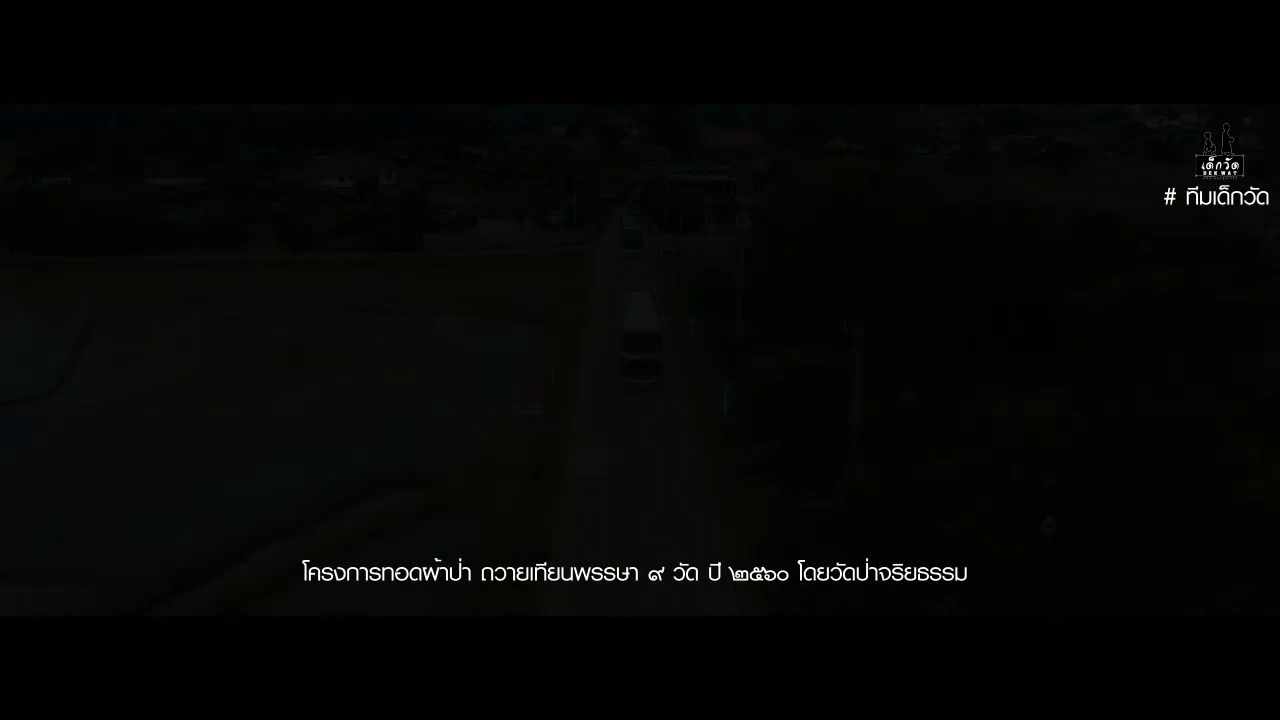 เด็กวัด
DEK WAT
# ทีมเด็กวัด
โครงการทอดผ้าป่า ถวายเทียนพรรษา ๙ วัด ปี ๒๕๖๐ โดยวัดป่าจริยธรรม